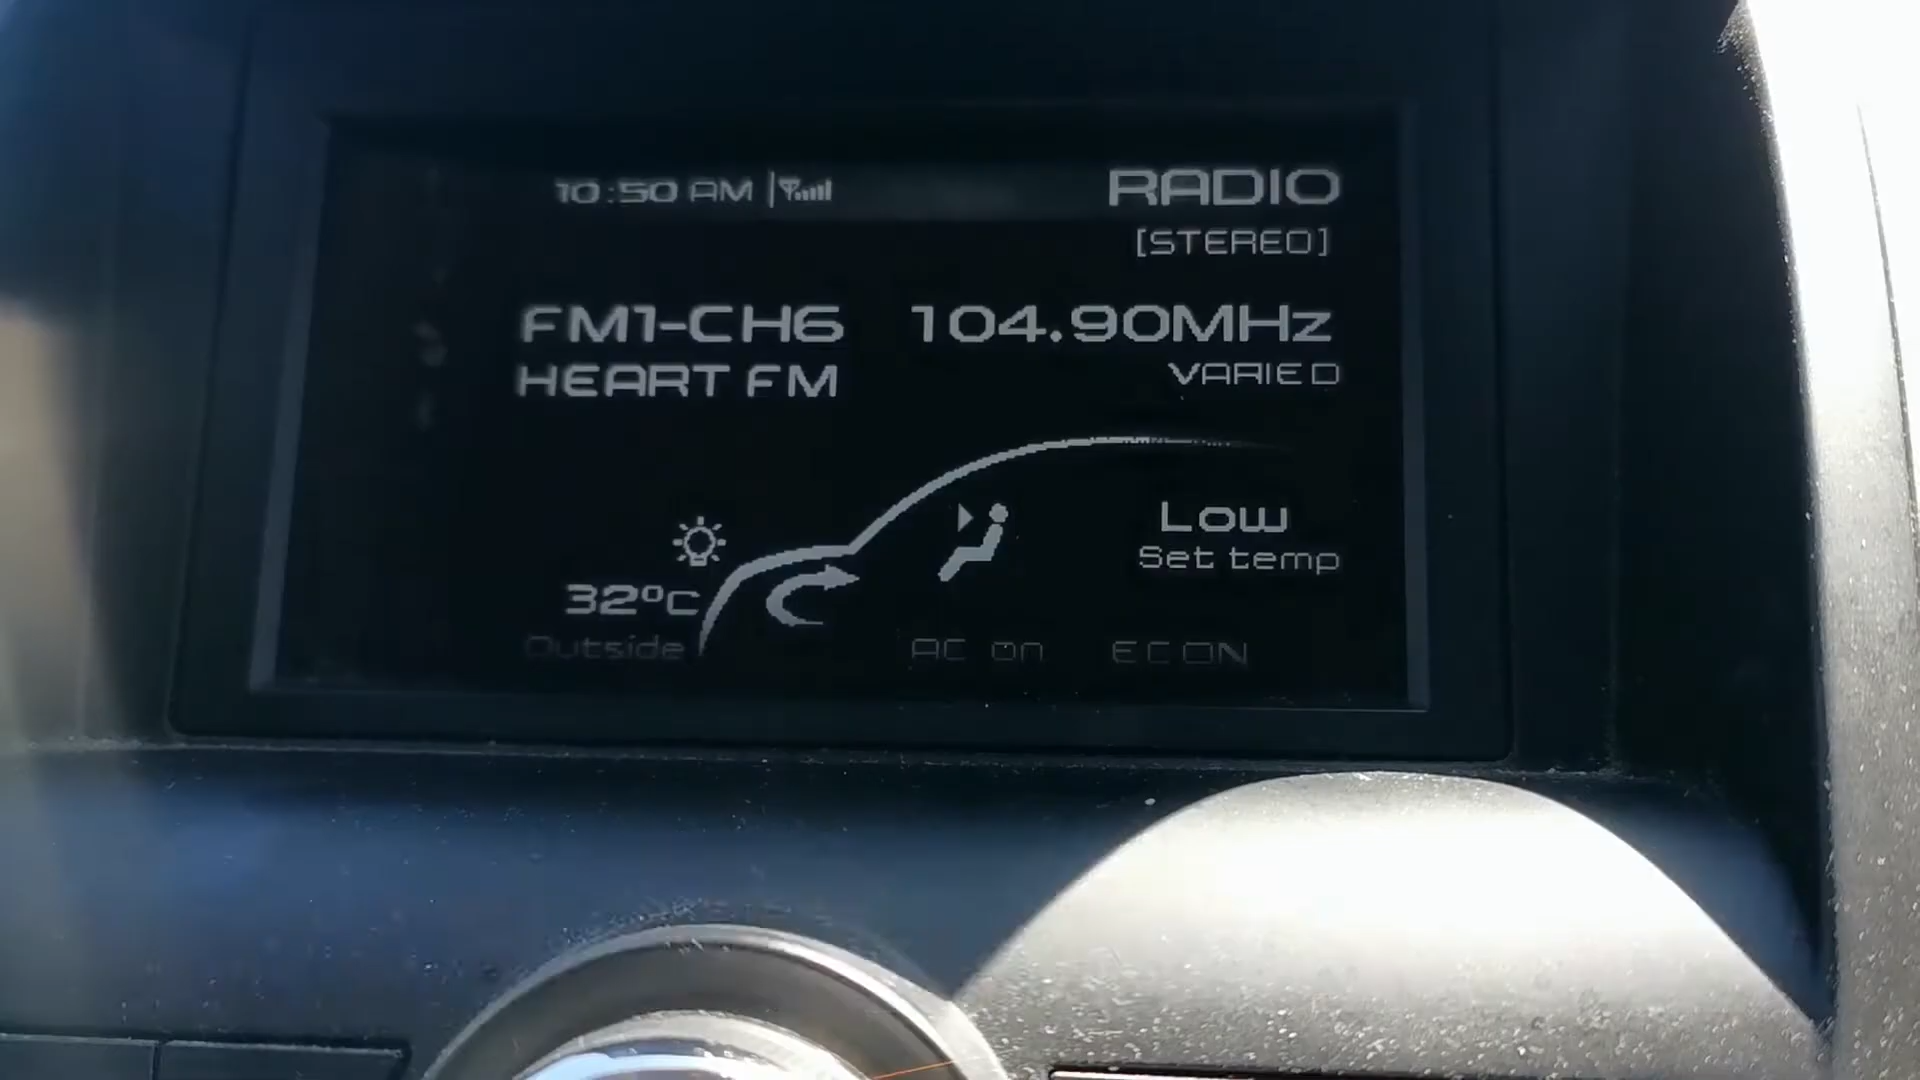 10:50 AM
RADIO
[STEREO]
FM1-CH6 104.90MHz
HEART FM VARIED
Low
Set temp
32°C
Outside AC on ECON